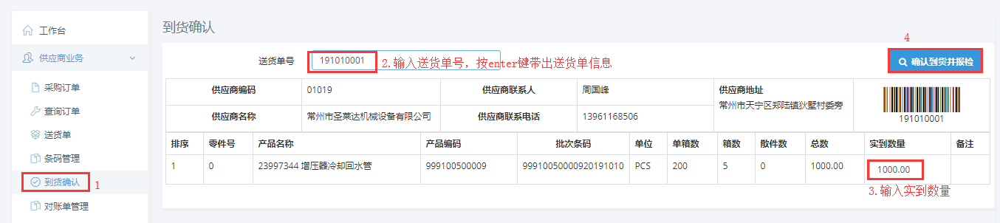 工作台
供应商业务
采购订单
查询订单
送货单
条码管理
到货确认 1
对账单管理
到货确认
送货单号 191010001 2.输入送货单号，按enter键带出送货单信息
4
确认到货并报检
供应商编码 01019 供应商联系人 周国峰 供应商地址
常州市天宁区郑陆镇狄墅村委旁
191010001
供应商名称 常州市圣莱达机械设备有限公司 供应商联系电话 13961168506
排序 零件号 产品名称 产品编码 批次条码 单位 单箱数 箱数 散件数 总数 实到数量 备注
1 0 23997344 增压器冷却回水管 999100500009 99910050000920191010 PCS 200 5 0 1000.00 1000.00
3.输入实到数量